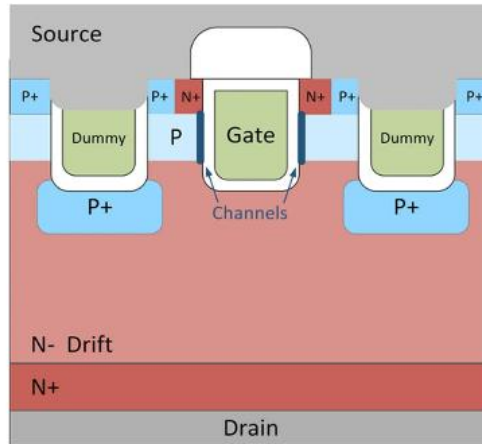 Source
P+
P+
N+
N+
P+
P+
Dummy
P
Gate
Dummy
P+
Channels
P+
N- Drift
N+
Drain